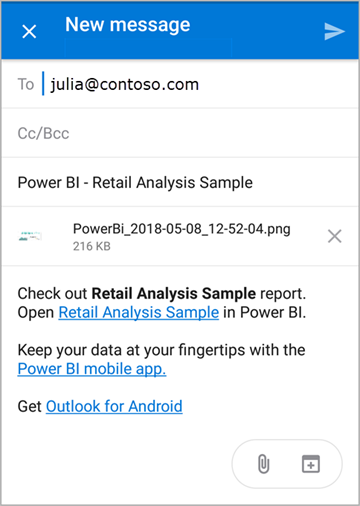 New message
To julia@contoso.com
Cc/Bcc
Power BI - Retail Analysis Sample
PowerBi_2018-05-08_12-52-04.png
216 KB
Check out Retail Analysis Sample report.
Open Retail Analysis Sample in Power BI.
Keep your data at your fingertips with the
Power BI mobile app.
Get Outlook for Android